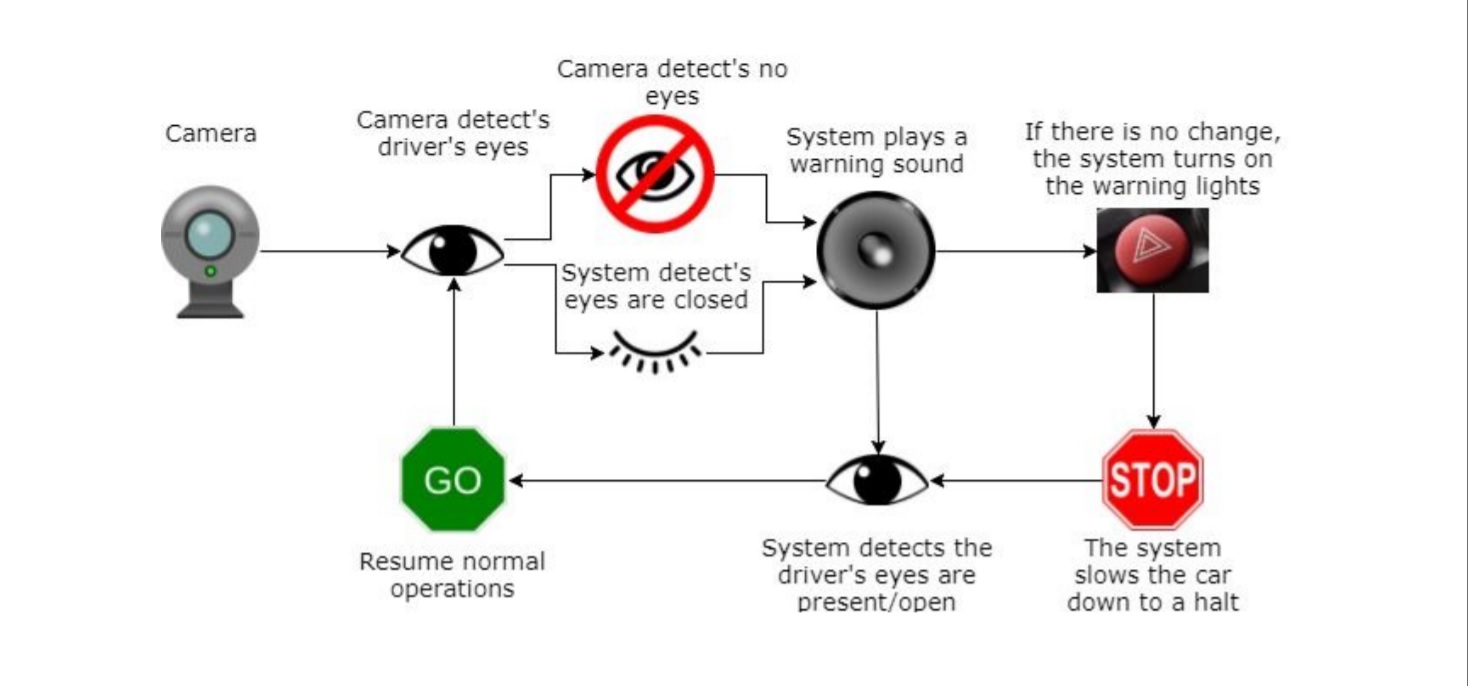 Camera
Camera detect's
driver's eyes
Camera detect's no
eyes
System detect's
eyes are closed
System plays a
warning sound
If there is no change,
the system turns on
the warning lights
STOP
The system
slows the car
down to a halt
System detects the
driver's eyes are
present/open
GO
Resume normal
operations